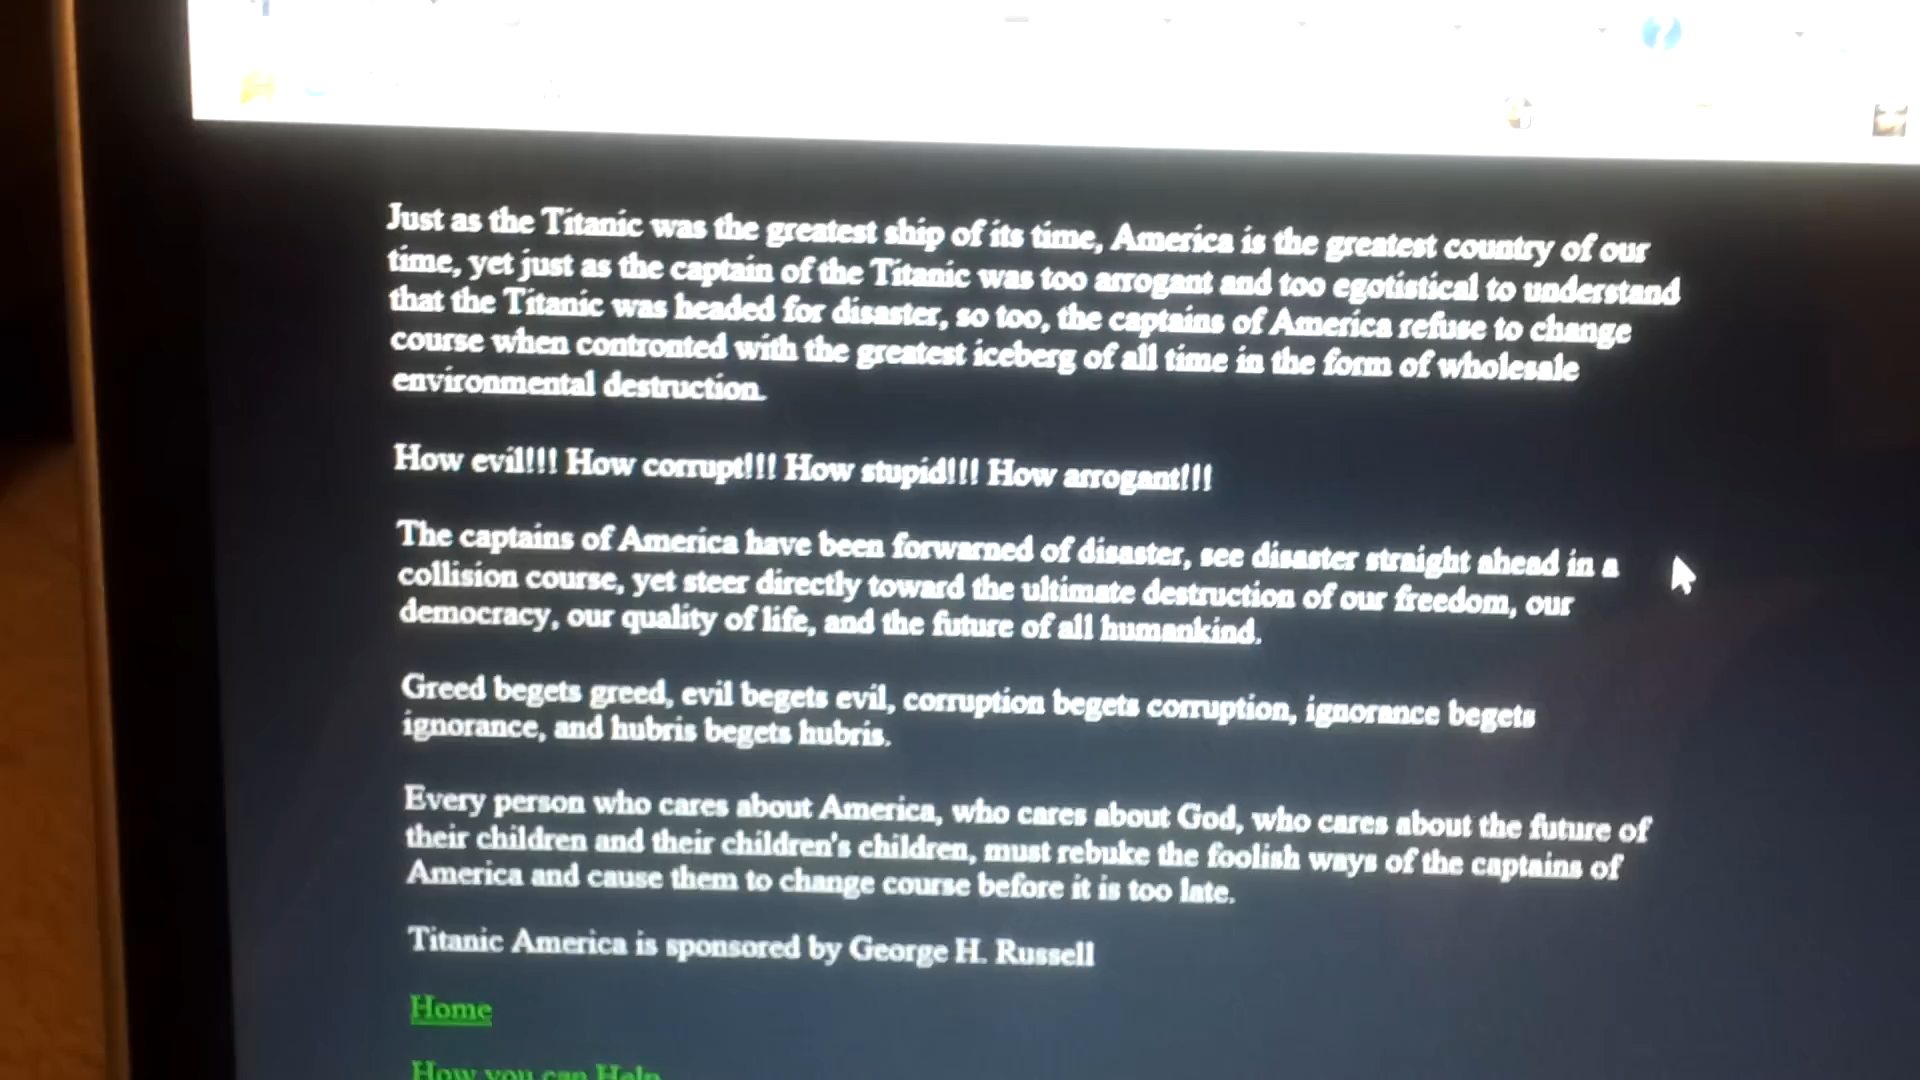 Just as the Titanic was the greatest ship of its time, America is the greatest country of our
time, yet just as the captain of the Titanic was too arrogant and too egotistical to understand
that the Titanic was headed for disaster, so too, the captains of America refuse to change
course when confronted with the greatest iceberg of all time in the form of wholesale
environmental destruction.
How evil!!! How corrupt!!! How stupid!!! How arrogant!!!
The captains of America have been forwarned of disaster, see disaster straight ahead in a
collision course, yet steer directly toward the ultimate destruction of our freedom, our
democracy, our quality of life, and the future of all humankind.
Greed begets greed, evil begets evil, corruption begets corruption, ignorance begets
ignorance, and hubris begets hubris.
Every person who cares about America, who cares about God, who cares about the future of
their children and their children's children, must rebuke the foolish ways of the captains of
America and cause them to change course before it is too late.
Titanic America is sponsored by George H. Russell
Home
How you can Help